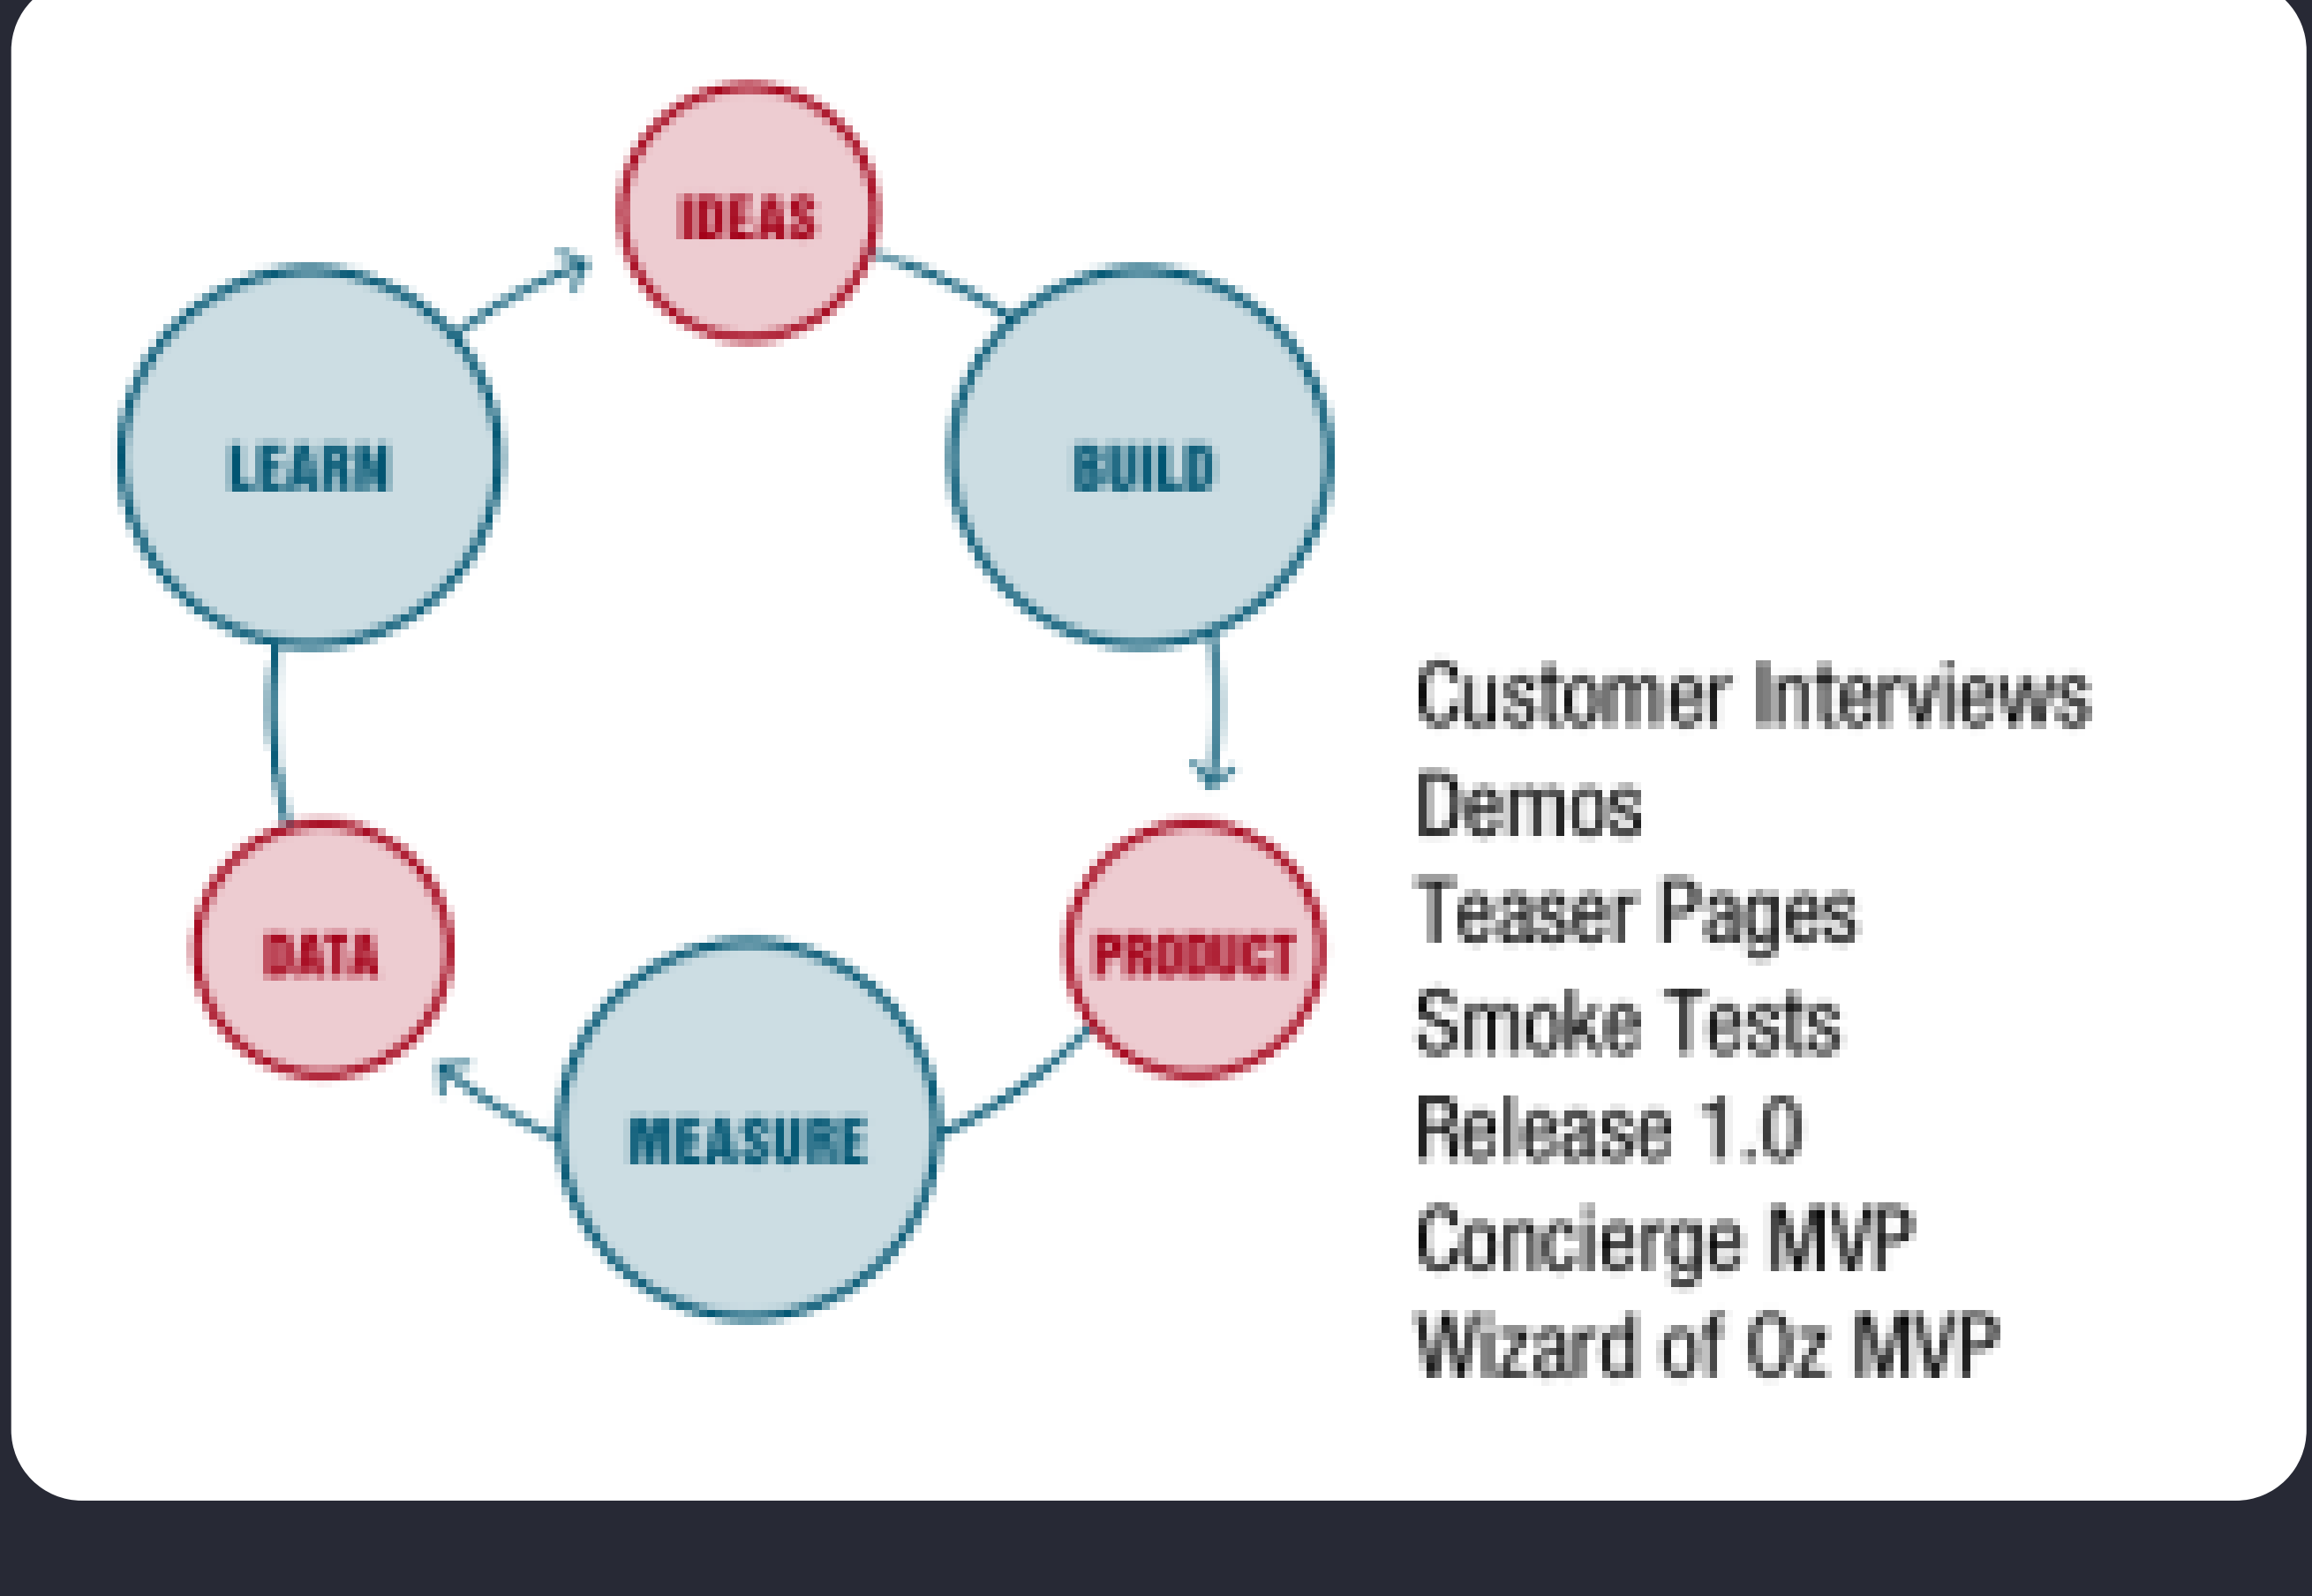 IDEAS
LEARN
BUILD
Customer Interviews
Demos
Teaser Pages
DATA
PRODUCT
Smoke Tests
Release 1.0
MEASURE
Concierge MVP
Wizard of Oz MVP